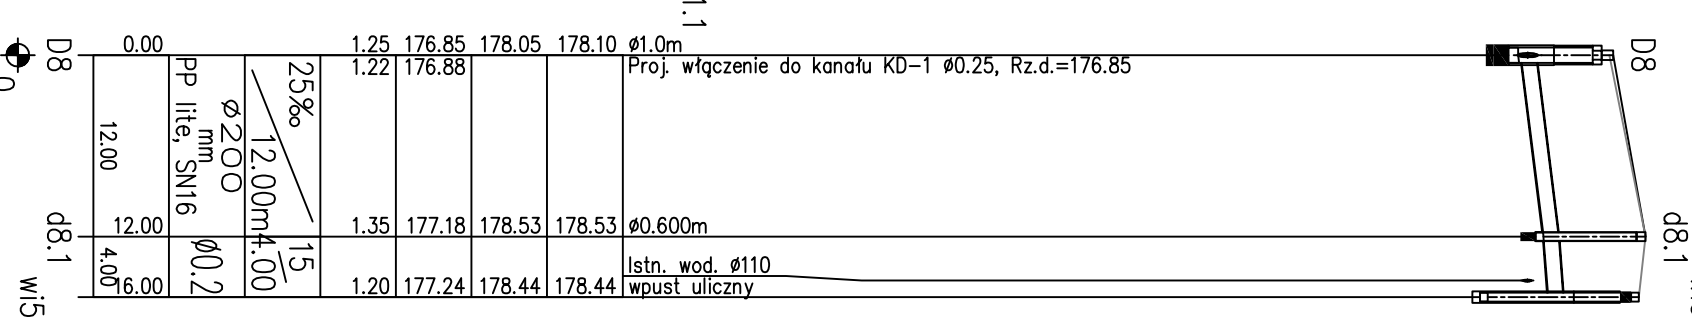 1.1
D8
0.00
1.25 176.85 178.05 178.10 ø1.0m
1.22 176.88
Proj. włączenie do kanału KD-1 ø0.25, Rz.d.=176.85
D8
PP lite, SN16
ø200
mm
25‰
12.00m
12.00
d8.1
12.00
1.35 177.18 178.53 178.53 ø0.600m
d8.1
4.00
ø0.2
15
4.00
Istn. wod. ø110
16.00
1.20 177.24 178.44 178.44 wpust uliczny
wi5